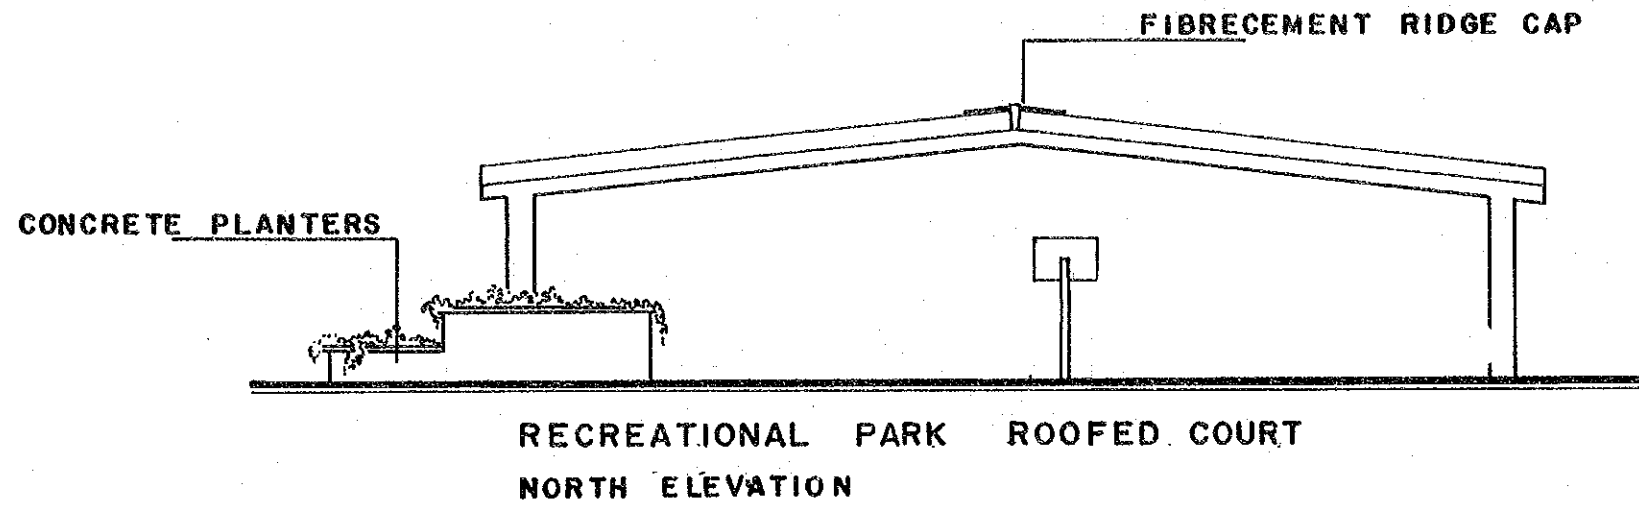 FIBRECEMENT RIDGE CAP
CONCRETE PLANTERS
RECREATIONAL PARK ROOFED COURT
NORTH ELEVATION